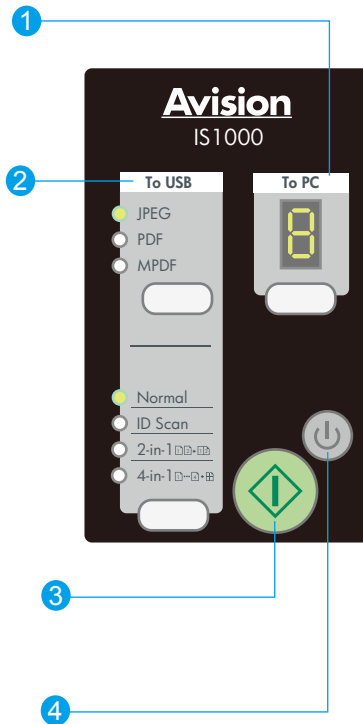 1
Avision
IS1000
2
To USB
To PC
JPEG
PDF
MPDF
8
Normal
ID Scan
2-in-1
4-in-1
3
4